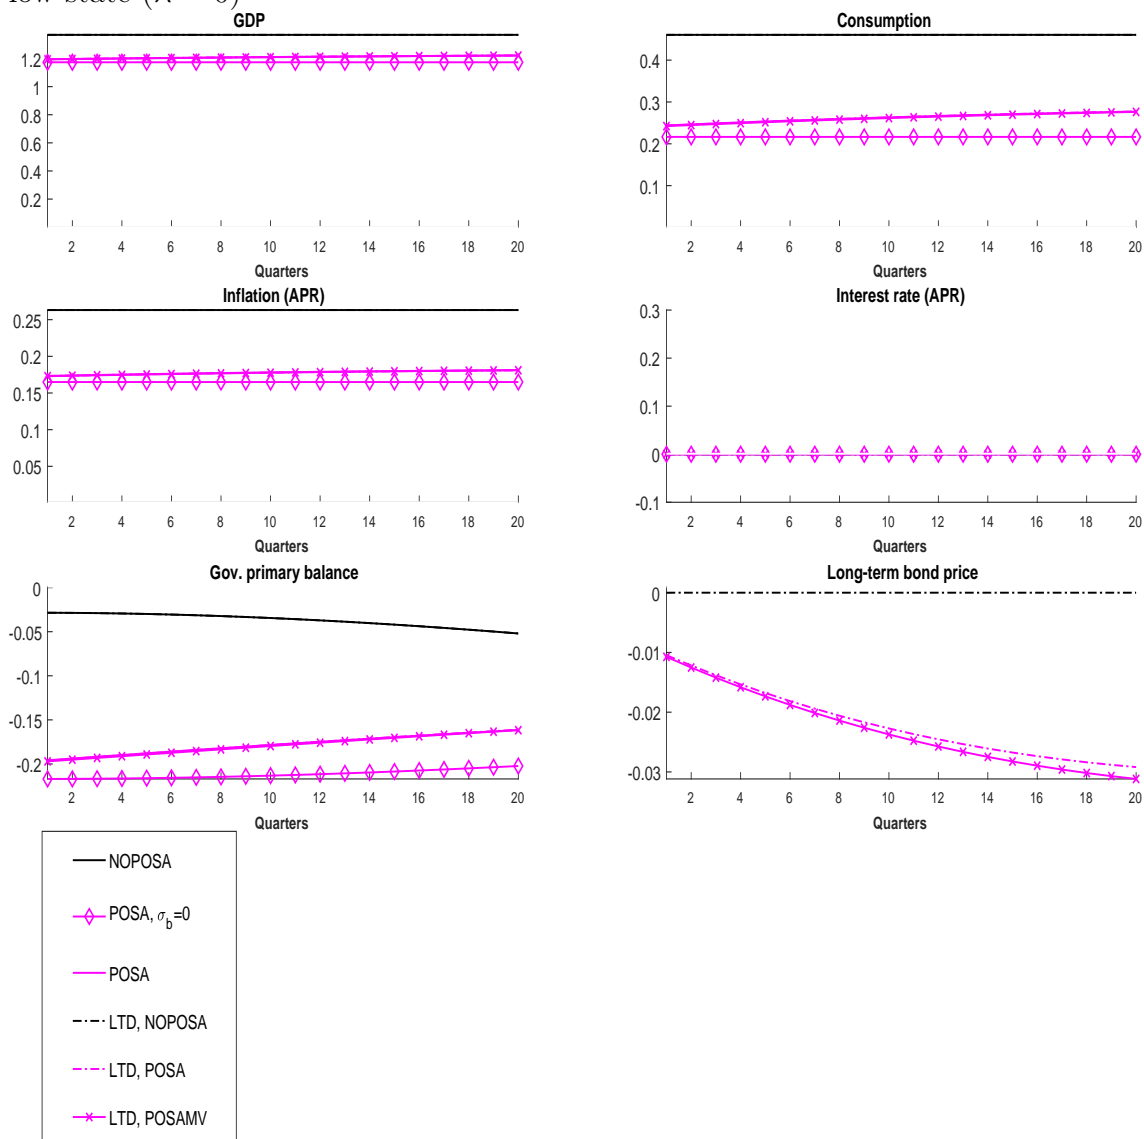 GDP
1.2
1
0.8
0.6
0.4
0.2
2 4 6 8 10 12 14 16 18 20
Quarters
Consumption
0.4
0.3
0.2
0.1
2 4 6 8 10 12 14 16 18 20
Quarters
Inflation (APR)
0.25
0.2
0.15
0.1
0.05
2 4 6 8 10 12 14 16 18 20
Quarters
Interest rate (APR)
0.3
0.2
0.1
0
-0.1
2 4 6 8 10 12 14 16 18 20
Quarters
Gov. primary balance
0
-0.05
-0.1
-0.15
-0.2
2 4 6 8 10 12 14 16 18 20
Quarters
Long-term bond price
0
-0.01
-0.02
-0.03
2 4 6 8 10 12 14 16 18 20
Quarters
NOPOSA
POSA, σ_b=0
POSA
LTD, NOPOSA
LTD, POSA
LTD, POSAMV